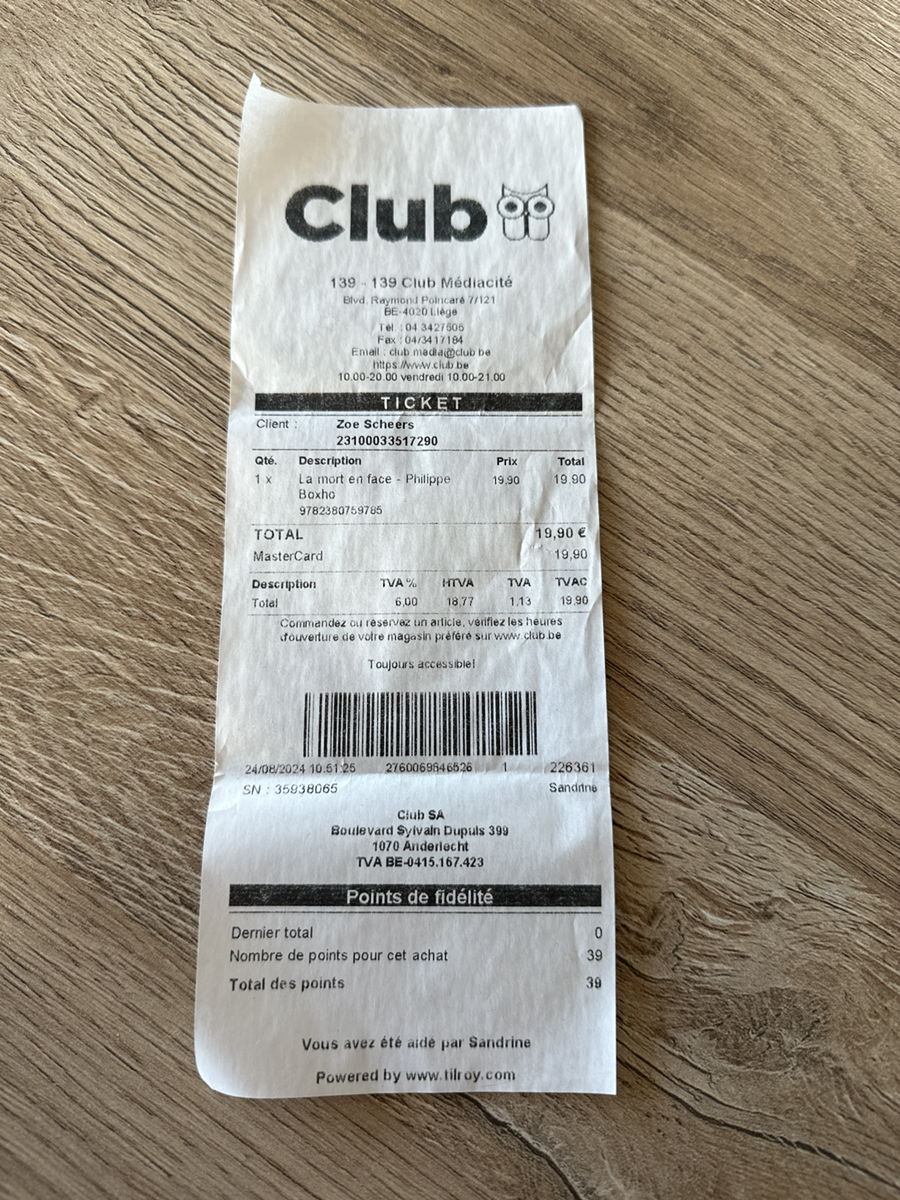 Club
139 - 139 Club Médiacité
Blvd. Raymond Poincaré 7/121
BE-4020 Liège
Tél. : 04 3427606
Fax : 04/3417184
Email : club.media@club.be
https://www.club.be
10.00-20.00 vendredi 10.00-21.00
TICKET
Client : Zoe Scheers
23100033517290
Qté. Description Prix Total
1 x La mort en face - Philippe 19,90 19,90
Boxho
9782380759785
TOTAL 19,90 €
MasterCard 19,90
Description TVA % HTVA TVA TVAC
Total 6,00 18,77 1,13 19,90
Commandez ou réservez un article, vérifiez les heures
d'ouverture de votre magasin préféré sur www.club.be
Toujours accessible!
24/08/2024 10:51:25 2760069846526 1 226361
SN : 35938065 Sandrine
Club SA
Boulevard Sylvain Dupuis 399
1070 Anderlecht
TVA BE-0415.167.423
Points de fidélité
Dernier total 0
Nombre de points pour cet achat 39
Total des points 39
Vous avez été aidé par Sandrine
Powered by www.tilroy.com